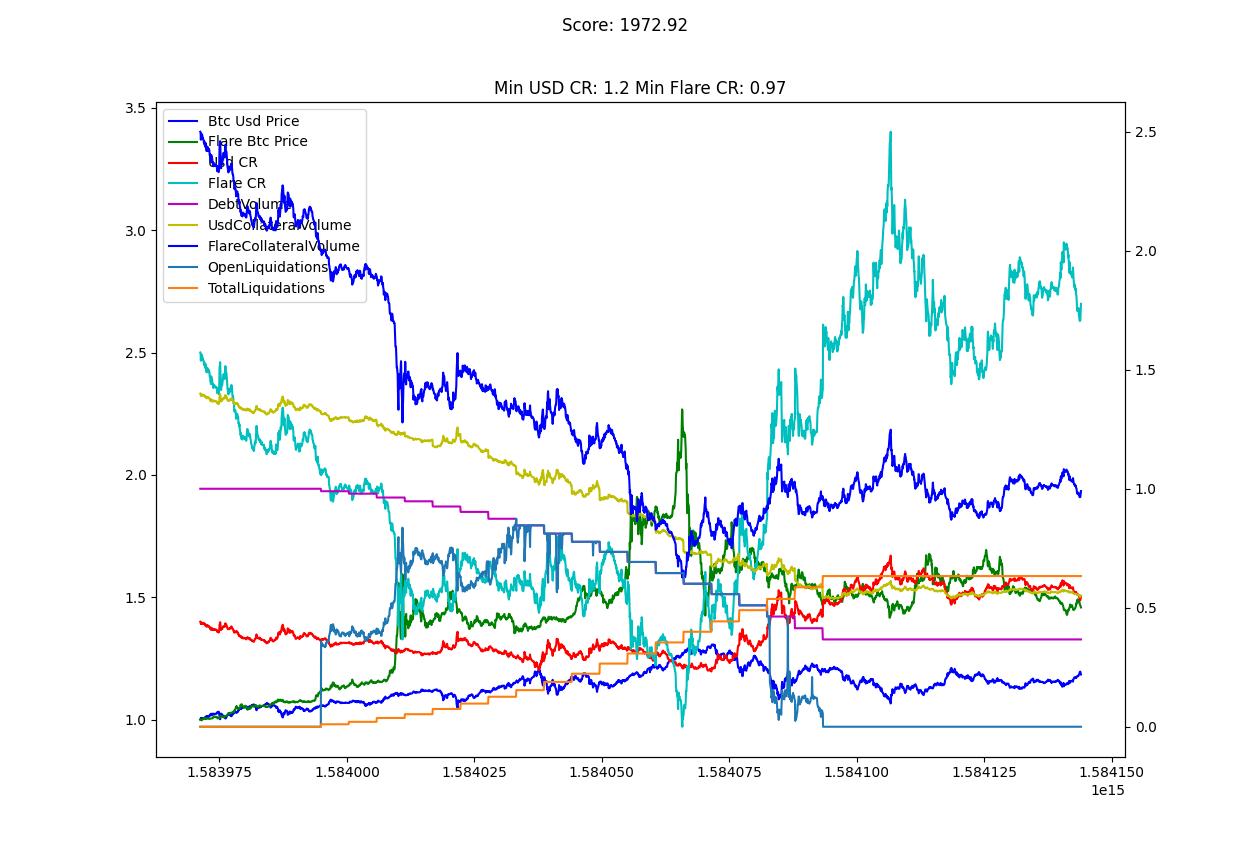 Score: 1972.92
Min USD CR: 1.2 Min Flare CR: 0.97
3.5
3.0
2.5
2.0
1.5
1.0
Btc Usd Price
Flare Btc Price
Usd CR
Flare CR
DebtVolume
UsdCollateralVolume
FlareCollateralVolume
OpenLiquidations
TotalLiquidations
2.5
2.0
1.5
1.0
0.5
0.0
1.583975 1.584000 1.584025 1.584050 1.584075 1.584100 1.584125 1.584150
1e15